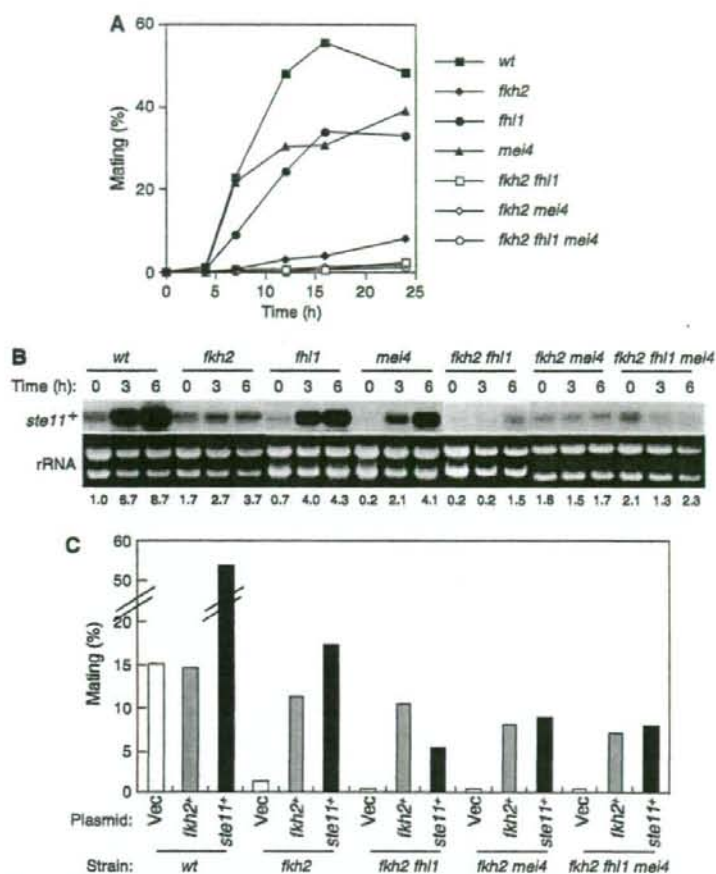 A
60
40
20
0
Mating (%)
0 5 10 15 20 25
Time (h)
wt
fkh2
fhl1
mei4
fkh2 fhl1
fkh2 mei4
fkh2 fhl1 mei4
B
wt fkh2 fhl1 mei4 fkh2 fhl1 fkh2 mei4 fkh2 fhl1 mei4
Time (h): 0 3 6 0 3 6 0 3 6 0 3 6 0 3 6 0 3 6 0 3 6
ste11+
rRNA
1.0 6.7 8.7 1.7 2.7 3.7 0.7 4.0 4.3 0.2 2.1 4.1 0.2 0.2 1.5 1.6 1.5 1.7 2.1 1.3 2.3
C
60
50
20
15
10
5
0
Mating (%)
Plasmid: Vec fkh2+ ste11+ Vec fkh2+ ste11+ Vec fkh2+ ste11+ Vec fkh2+ ste11+ Vec fkh2+ ste11+
Strain: wt fkh2 fkh2 fhl1 fkh2 mei4 fkh2 fhl1 mei4